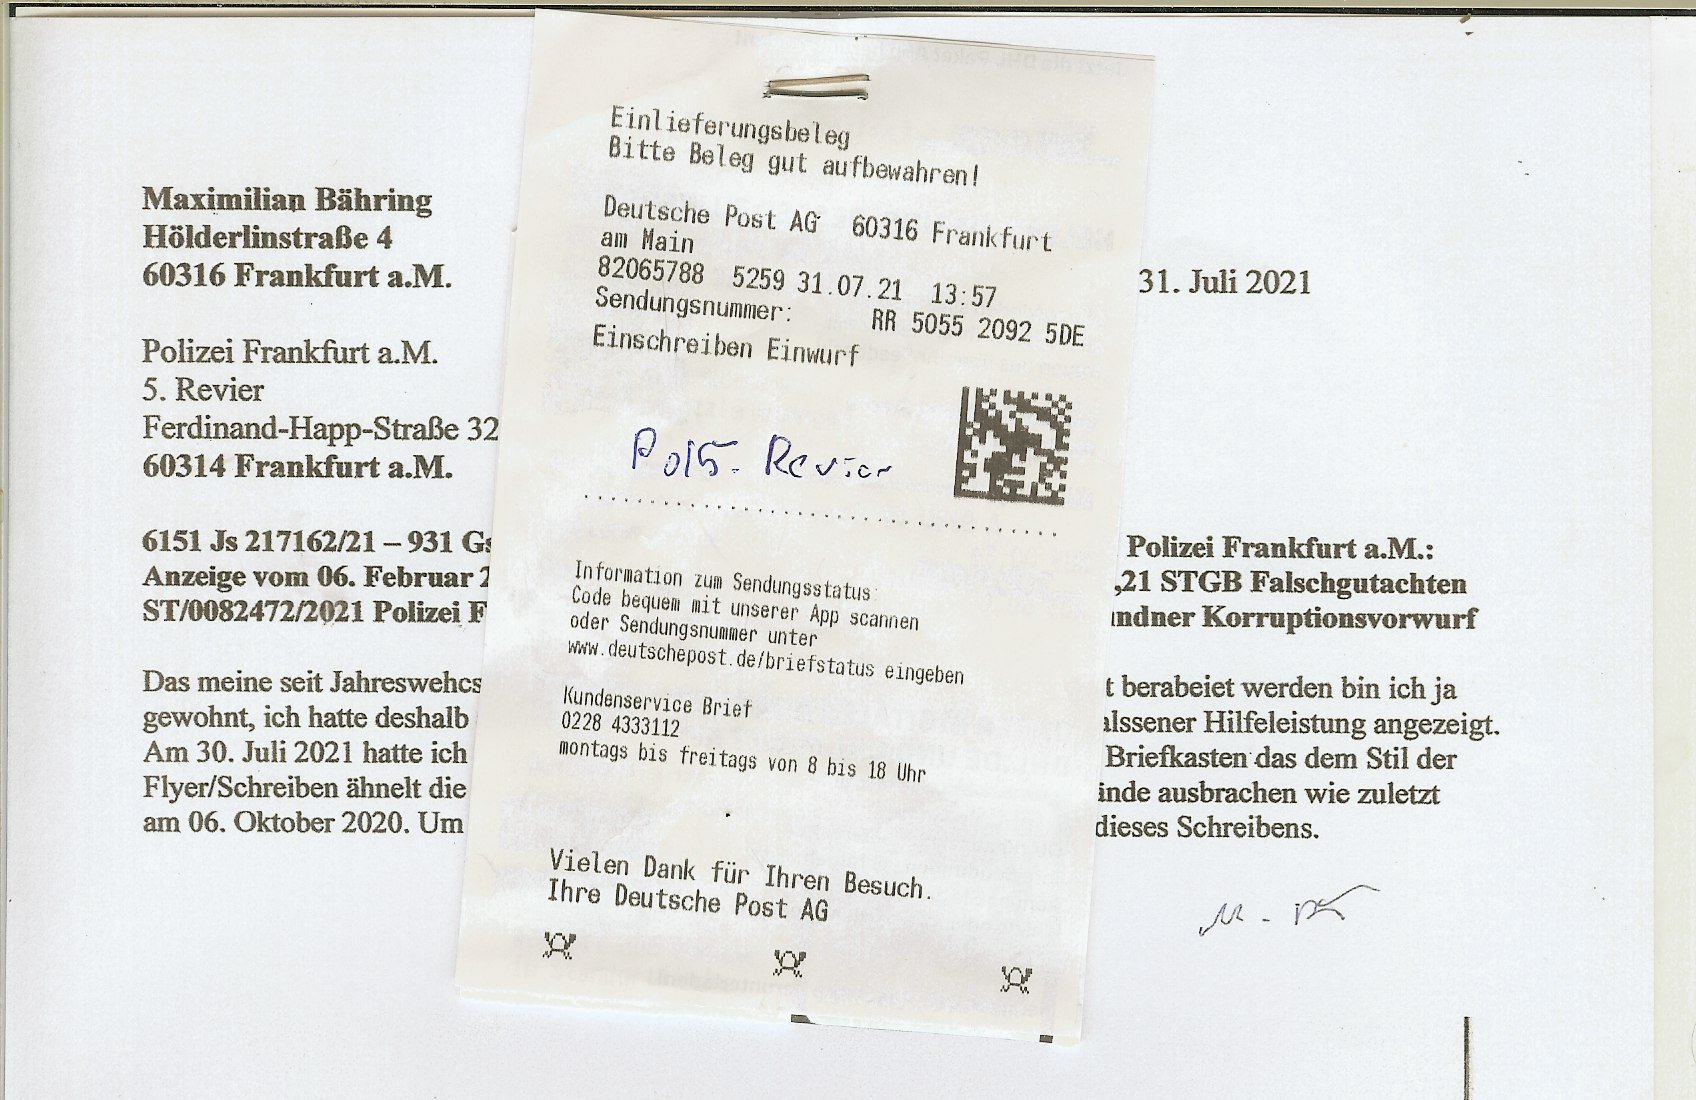 Maximilian Bähring
Hölderlinstraße 4
60316 Frankfurt a.M.
31. Juli 2021
Polizei Frankfurt a.M.
5. Revier
Ferdinand-Happ-Straße 32
60314 Frankfurt a.M.
6151 Js 217162/21 – 931 Gs
Polizei Frankfurt a.M.:
Anzeige vom 06. Februar 2
,21 STGB Falschgutachten
ST/0082472/2021 Polizei F
ndner Korruptionsvorwurf
Das meine seit Jahreswehcs
t berabeiet werden bin ich ja
gewohnt, ich hatte deshalb
alssener Hilfeleistung angezeigt.
Am 30. Juli 2021 hatte ich
Briefkasten das dem Stil der
Flyer/Schreiben ähnelt die
inde ausbrachen wie zuletzt
am 06. Oktober 2020. Um
dieses Schreibens.
Einlieferungsbeleg
Bitte Beleg gut aufbewahren!
Deutsche Post AG 60316 Frankfurt
am Main
82065788 5259 31.07.21 13:57
Sendungsnummer: RR 5055 2092 5DE
Einschreiben Einwurf
Pol5. Revier
Information zum Sendungsstatus:
Code bequem mit unserer App scannen
oder Sendungsnummer unter
www.deutschepost.de/briefstatus eingeben
Kundenservice Brief
0228 4333112
montags bis freitags von 8 bis 18 Uhr
Vielen Dank für Ihren Besuch.
Ihre Deutsche Post AG